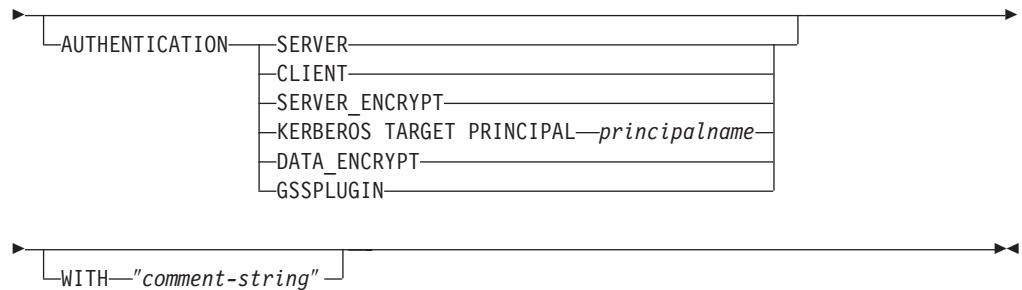 AUTHENTICATION SERVER
CLIENT
SERVER_ENCRYPT
KERBEROS TARGET PRINCIPAL principalname
DATA_ENCRYPT
GSSPLUGIN
WITH "comment-string"